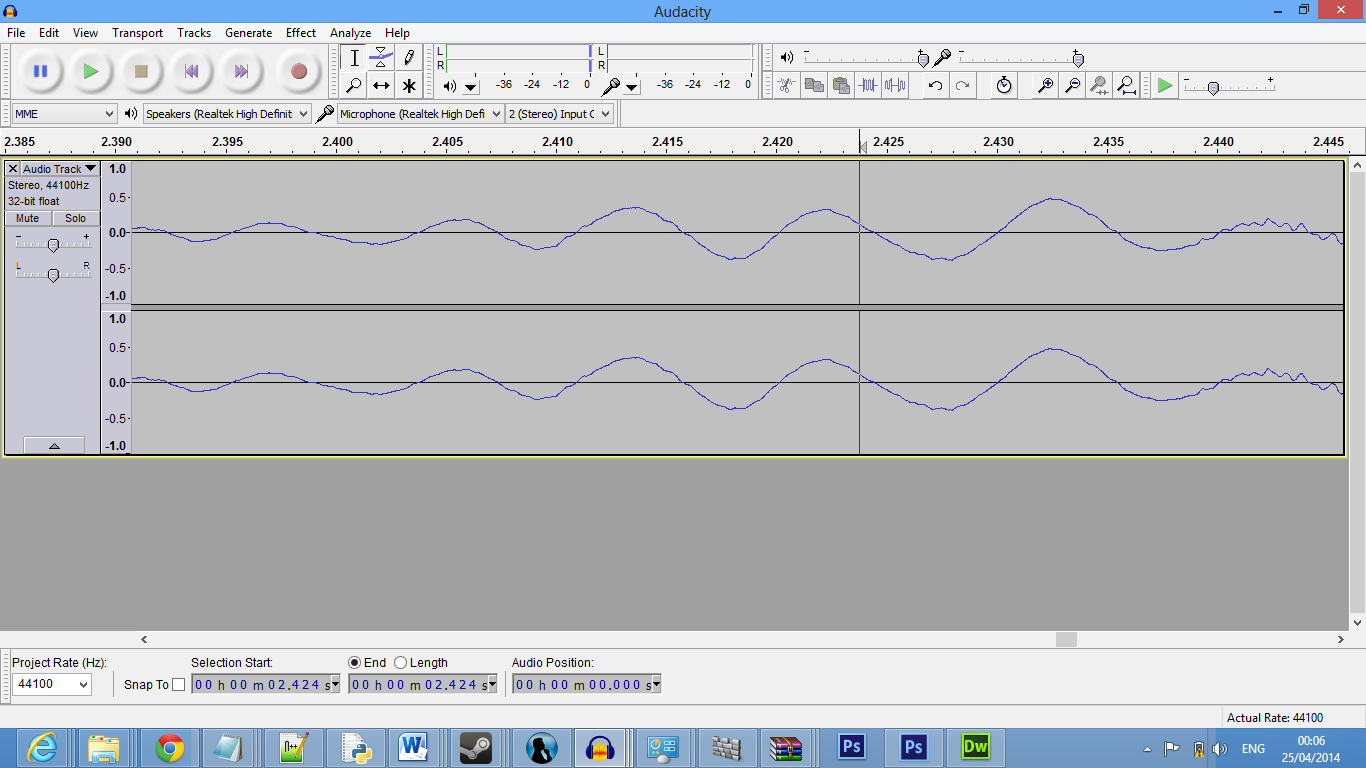 Audacity
File Edit View Transport Tracks Generate Effect Analyze Help
L
R
-36 -24 -12 0
L
R
-36 -24 -12 0
MME
Speakers (Realtek High Definit
Microphone (Realtek High Defi
2 (Stereo) Input C
2.385 2.390 2.395 2.400 2.405 2.410 2.415 2.420 2.425 2.430 2.435 2.440 2.445
Audio Track
Stereo, 44100Hz
32-bit float
Mute Solo
- +
L R
1.0
0.5-
0.0-
-0.5-
-1.0
1.0
0.5-
0.0-
-0.5-
-1.0
Project Rate (Hz):
44100
Snap To
Selection Start:
00 h 00 m 02.424 s
End Length
00 h 00 m 02.424 s
Audio Position:
00 h 00 m 00.000 s
Actual Rate: 44100
n++
W
Ps
Ps
Dw
ENG
00:06
25/04/2014